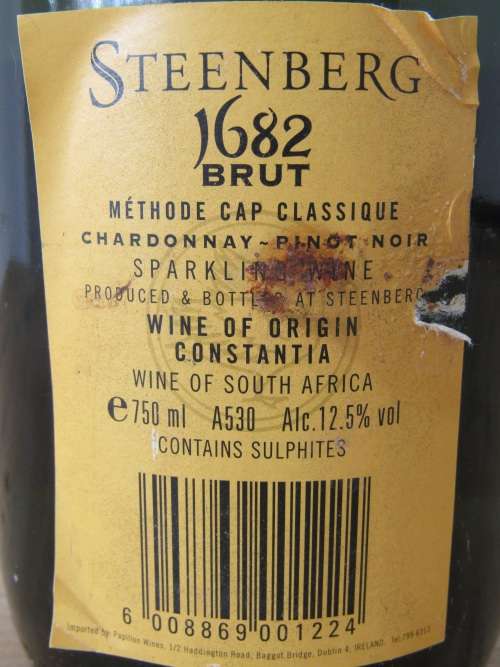 STEENBERG
1682
BRUT
MÉTHODE CAP CLASSIQUE
CHARDONNAY ~ PINOT NOIR
SPARKLING WINE
PRODUCED & BOTTLED AT STEENBERG
WINE OF ORIGIN
CONSTANTIA
WINE OF SOUTH AFRICA
e 750 ml A530 Alc.12.5% vol
CONTAINS SULPHITES
6 008869 001224
Imported by Papillon Wines, 1/2 Haddington Road, Baggot Bridge, Dublin 4, IRELAND.